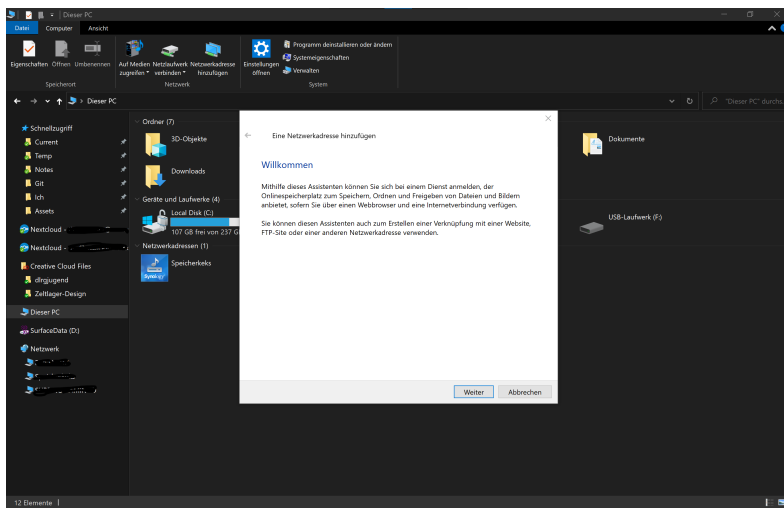 Dieser PC
Datei Computer Ansicht
Eigenschaften Öffnen Umbenennen
Auf Medien zugreifen
Netzlaufwerk verbinden
Netzwerkadresse hinzufügen
Einstellungen öffnen
Programm deinstallieren oder ändern
Systemeigenschaften
Verwalten
Speicherort Netzwerk System
Dieser PC
"Dieser PC" durchs.
Schnellzugriff
Current
Temp
Notes
Git
Ich
Assets
Nextcloud -
Nextcloud -
Creative Cloud Files
dlrgjugend
Zeltlager-Design
Dieser PC
SurfaceData (D:)
Netzwerk
Ordner (7)
3D-Objekte
Downloads
Geräte und Laufwerke (4)
Local Disk (C:)
107 GB frei von 237 G
Netzwerkadressen (1)
Synology
Speicherkeks
Dokumente
USB-Laufwerk (F:)
Eine Netzwerkadresse hinzufügen
Willkommen
Mithilfe dieses Assistenten können Sie sich bei einem Dienst anmelden, der
Onlinespeicherplatz zum Speichern, Ordnen und Freigeben von Dateien und Bildern
anbietet, sofern Sie über einen Webbrowser und eine Internetverbindung verfügen.
Sie können diesen Assistenten auch zum Erstellen einer Verknüpfung mit einer Website,
FTP-Site oder einer anderen Netzwerkadresse verwenden.
Weiter Abbrechen
12 Elemente